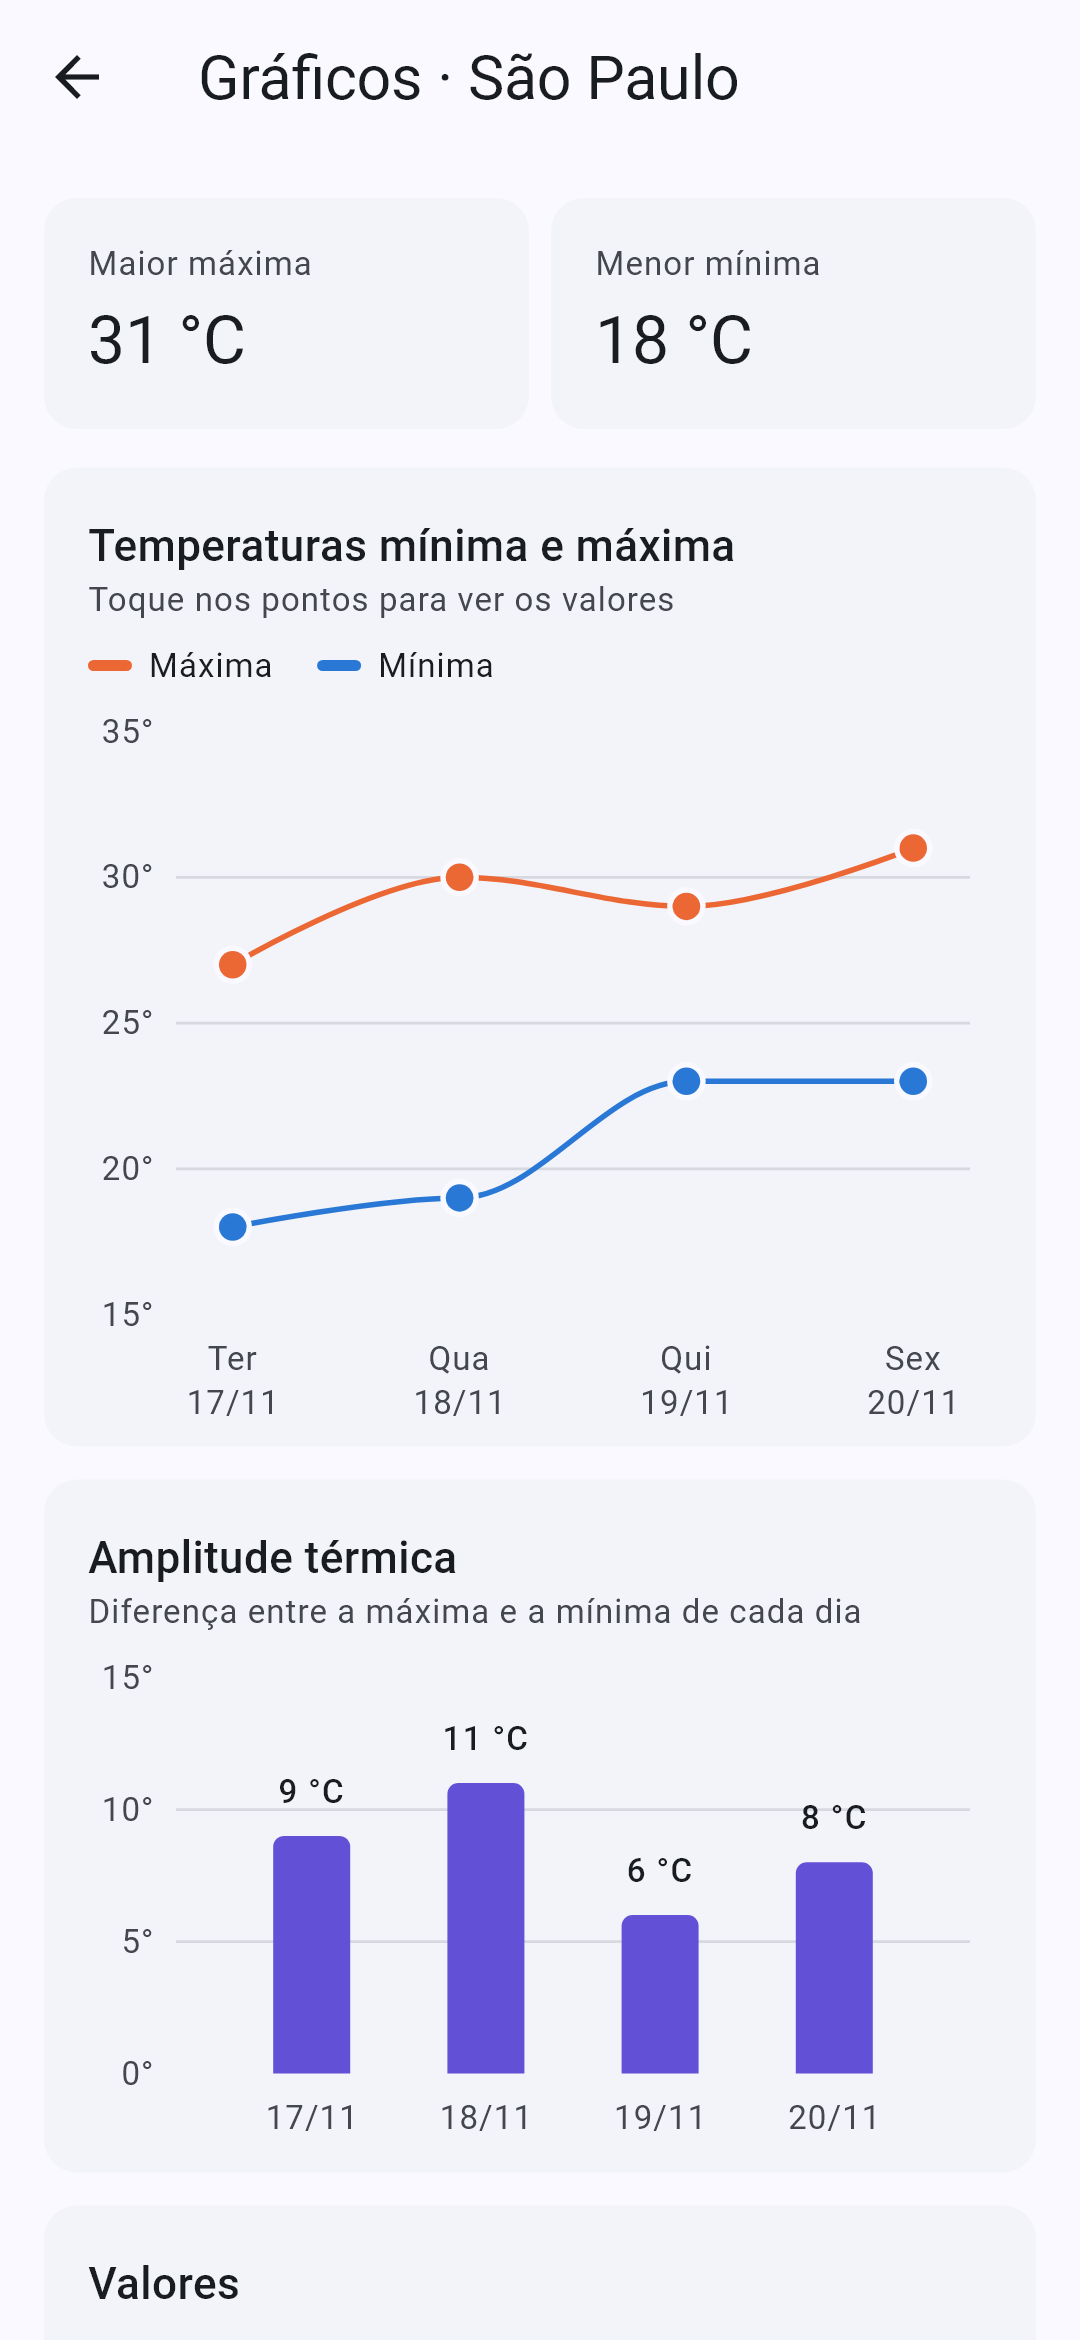 Gráficos · São Paulo
Maior máxima
31 °C
Menor mínima
18 °C
Temperaturas mínima e máxima
Toque nos pontos para ver os valores
Máxima
Mínima
35°
30°
25°
20°
15°
Ter
17/11
Qua
18/11
Qui
19/11
Sex
20/11
Amplitude térmica
Diferença entre a máxima e a mínima de cada dia
15°
11 °C
9 °C
10°
8 °C
6 °C
5°
0°
17/11
18/11
19/11
20/11
Valores